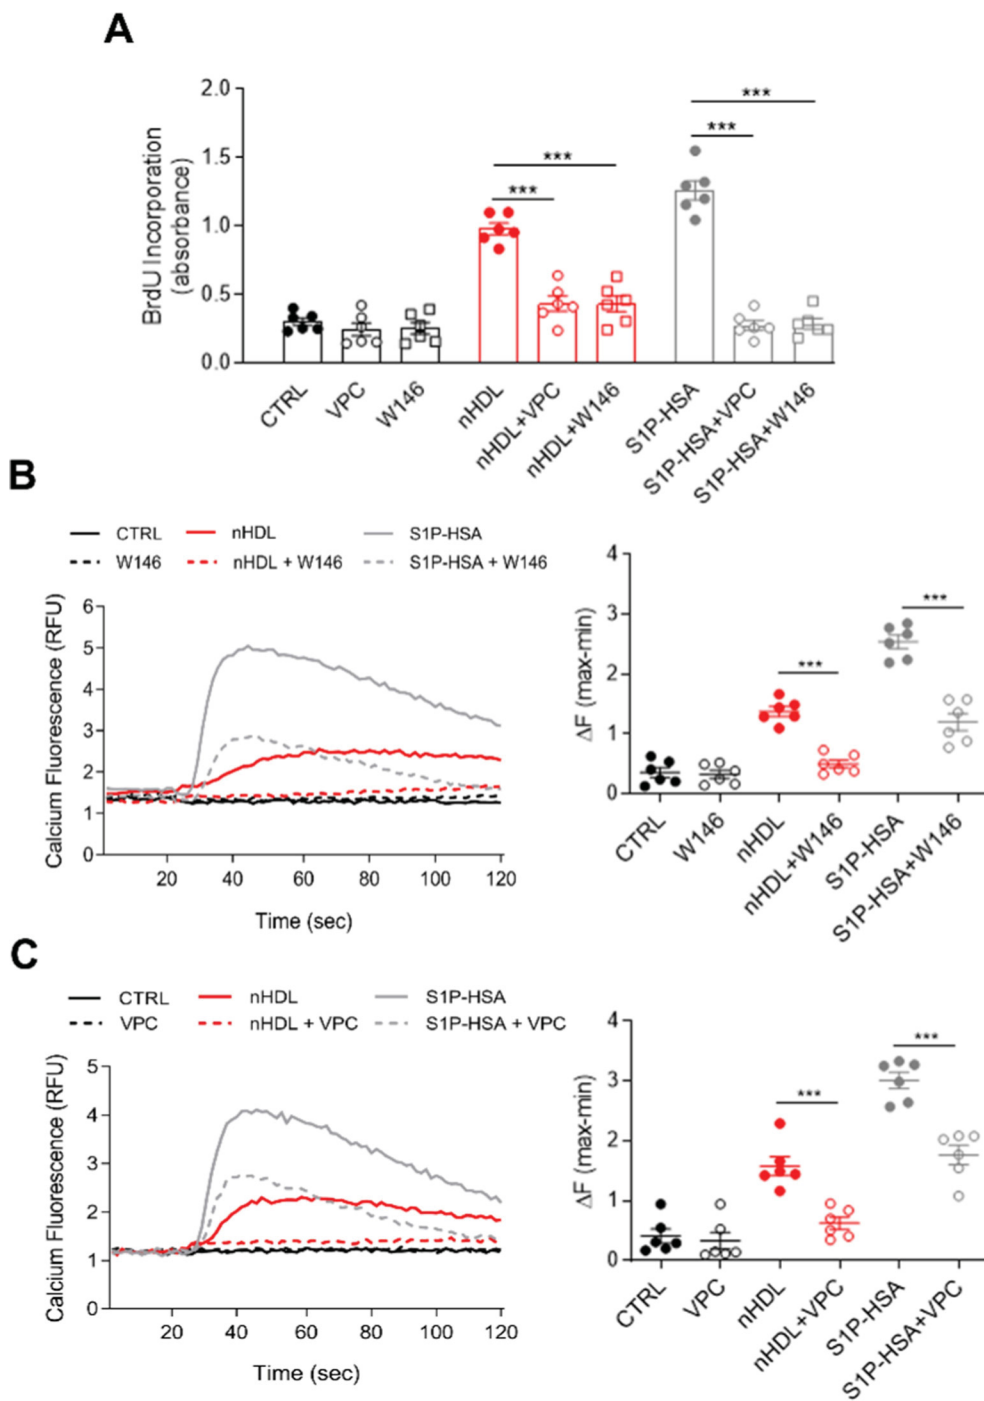 A
BrdU Incorporation
(absorbance)
2.0
1.5
1.0
0.5
0.0
***
***
***
***
CTRL
VPC
W146
nHDL
nHDL+VPC
nHDL+W146
S1P-HSA
S1P-HSA+VPC
S1P-HSA+W146
B
CTRL nHDL S1P-HSA
W146 nHDL + W146 S1P-HSA + W146
Calcium Fluorescence (RFU)
6
5
4
3
2
1
0
20 40 60 80 100 120
Time (sec)
ΔF (max-min)
4
3
2
1
0
***
***
CTRL
W146
nHDL
nHDL+W146
S1P-HSA
S1P-HSA+W146
C
CTRL nHDL S1P-HSA
VPC nHDL + VPC S1P-HSA + VPC
Calcium Fluorescence (RFU)
5
4
3
2
1
0
20 40 60 80 100 120
Time (sec)
ΔF (max-min)
4
3
2
1
0
***
***
CTRL
VPC
nHDL
nHDL+VPC
S1P-HSA
S1P-HSA+VPC